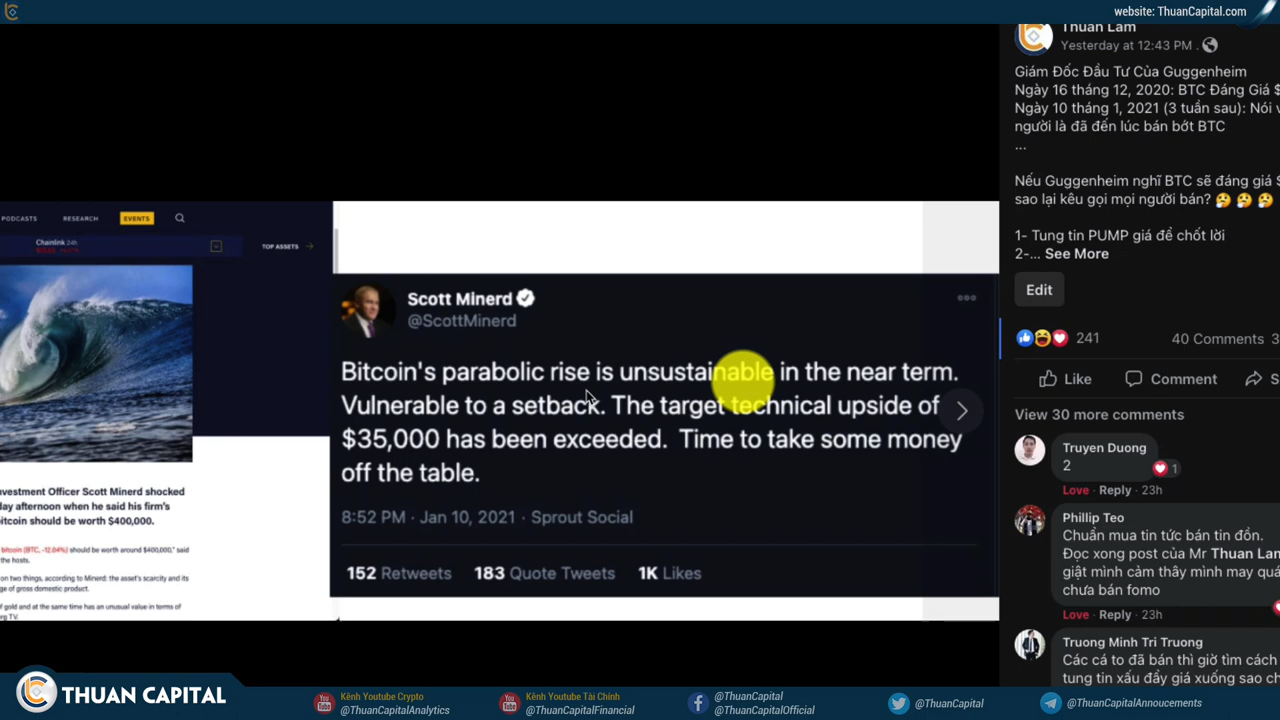 website: ThuanCapital.com
PODCASTS
RESEARCH
EVENTS
Chainlink 24h
TOP ASSETS
nvestment Officer Scott Minerd shocked
day afternoon when he said his firm's
bitcoin should be worth $400,000.
bitcoin (BTC, -12.04%) should be worth around $400,000," said
the hosts.
on two things, according to Minerd: the asset's scarcity and its
ge of gross domestic product.
of gold and at the same time has an unusual value in terms of
rg TV.
Scott Minerd
@ScottMinerd
Bitcoin's parabolic rise is unsustainable in the near term.
Vulnerable to a setback. The target technical upside of
$35,000 has been exceeded. Time to take some money
off the table.
8:52 PM · Jan 10, 2021 · Sprout Social
152 Retweets 183 Quote Tweets 1K Likes
Thuan Lam
Yesterday at 12:43 PM ·
Giám Đốc Đầu Tư Của Guggenheim
Ngày 16 tháng 12, 2020: BTC Đáng Giá $
Ngày 10 tháng 1, 2021 (3 tuần sau): Nói v
người là đã đến lúc bán bớt BTC
...
Nếu Guggenheim nghĩ BTC sẽ đáng giá $
sao lại kêu gọi mọi người bán? 🤔 🤔 🤔
1- Tung tin PUMP giá để chốt lời
2-... See More
Edit
241
40 Comments 3
Like Comment S
View 30 more comments
Truyen Duong
2
1
Love · Reply · 23h
Phillip Teo
Chuẩn mua tin tức bán tin đồn.
Đọc xong post của Mr Thuan Lam
giật mình cảm thấy mình may quá
chưa bán fomo
Love · Reply · 23h
Truong Minh Tri Truong
Các cá to đã bán thì giờ tìm cách
tung tin xấu đẩy giá xuống sao ch
THUAN CAPITAL
Kênh Youtube Crypto
@ThuanCapitalAnalytics
Kênh Youtube Tài Chính
@ThuanCapitalFinancial
@ThuanCapital
@ThuanCapitalOfficial
@ThuanCapital
@ThuanCapitalAnnoucements